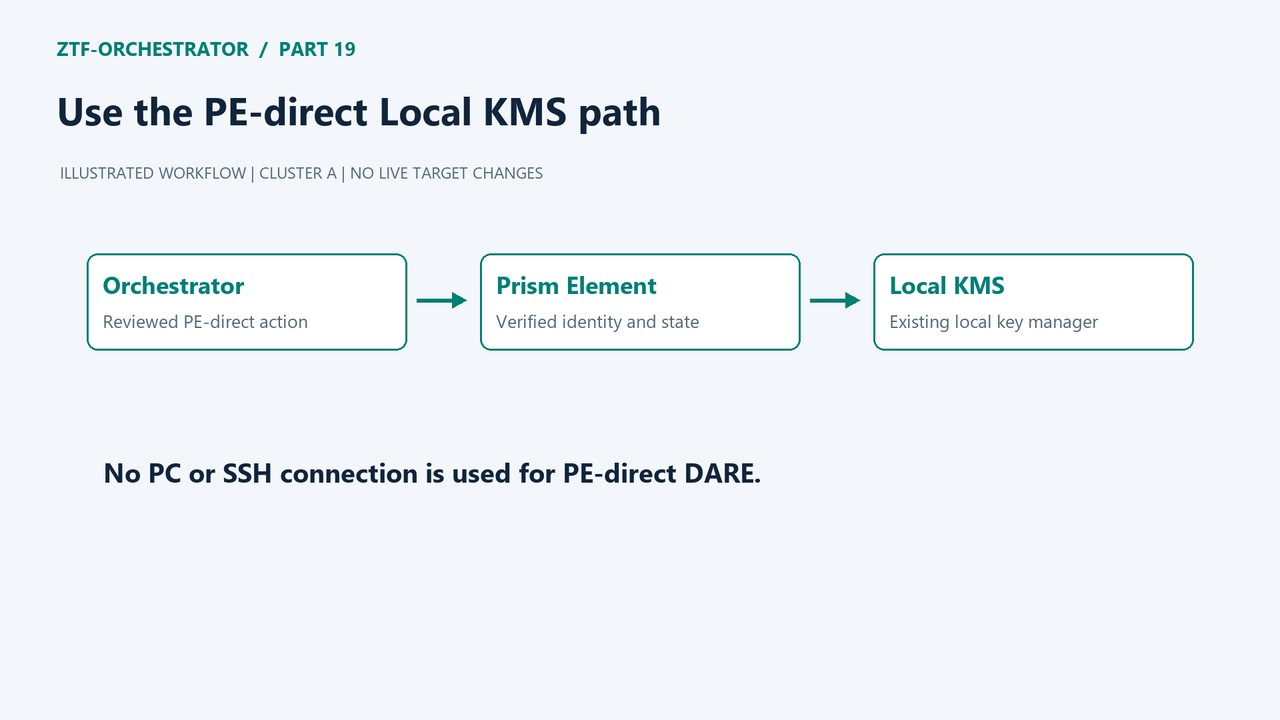 ZTF-ORCHESTRATOR / PART 19
Use the PE-direct Local KMS path
ILLUSTRATED WORKFLOW | CLUSTER A | NO LIVE TARGET CHANGES
Orchestrator
Reviewed PE-direct action
Prism Element
Verified identity and state
Local KMS
Existing local key manager
No PC or SSH connection is used for PE-direct DARE.